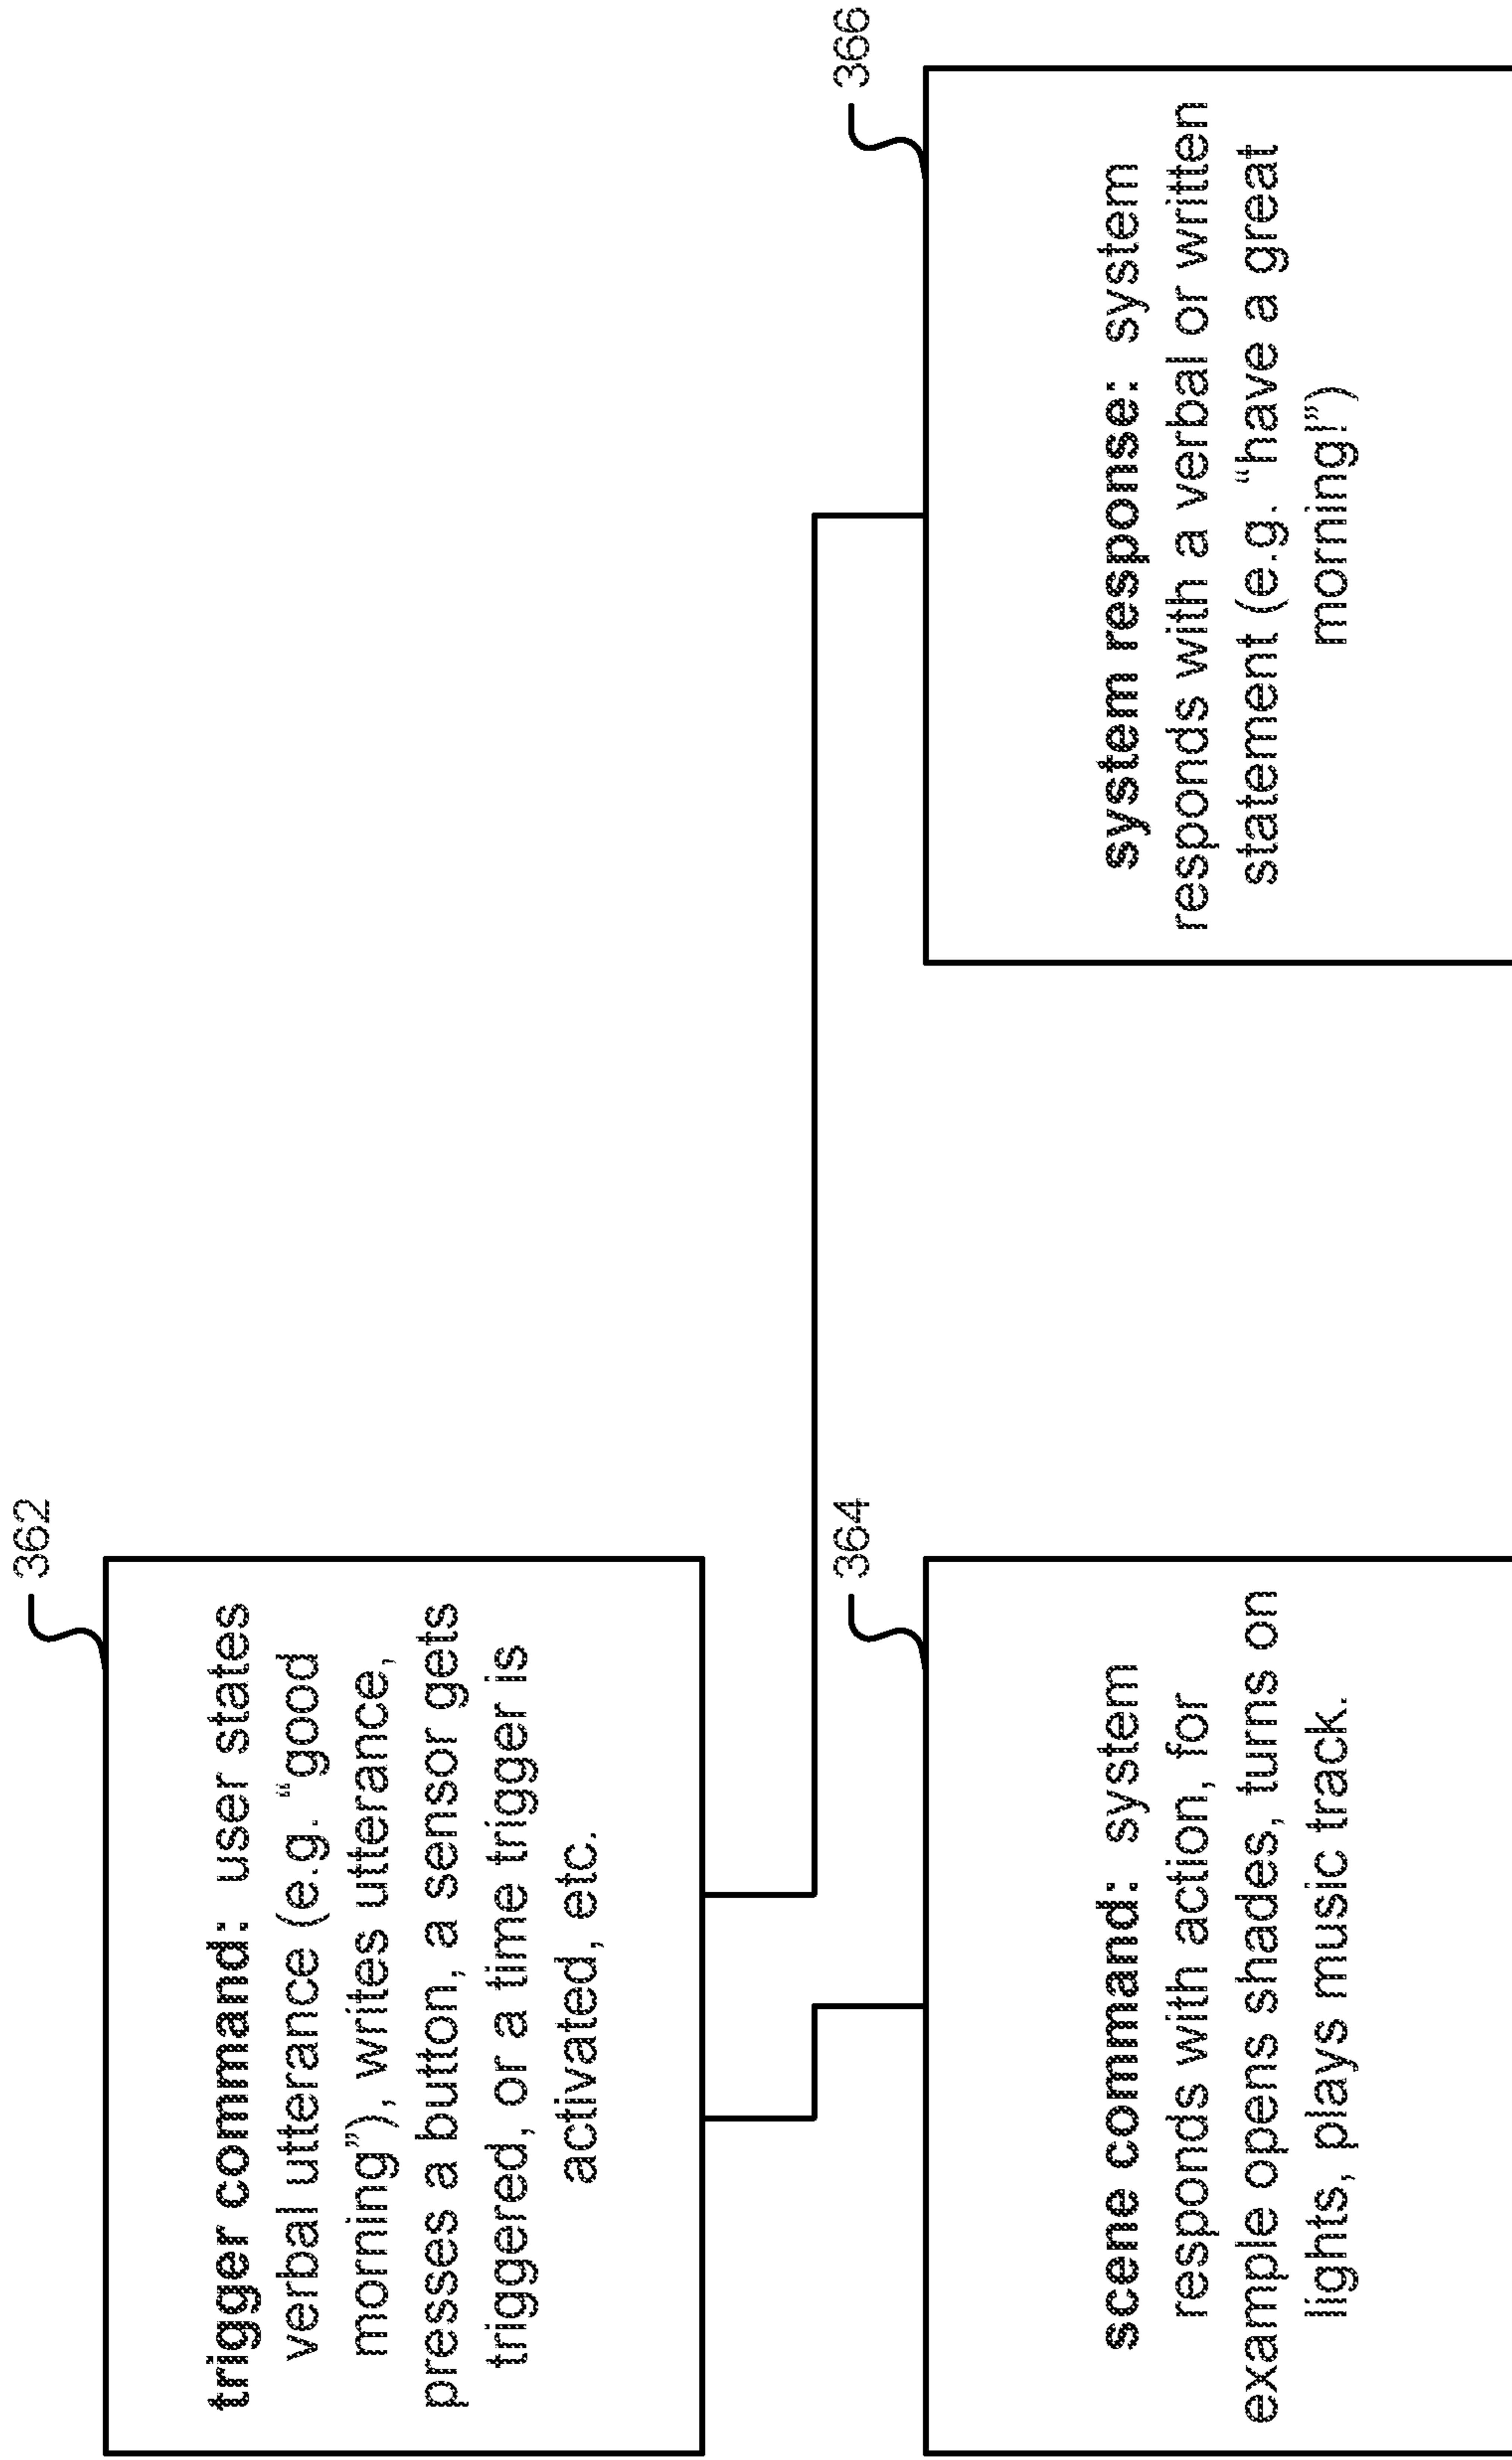 362
trigger command: user states
verbal utterance (e.g. “good
morning”), writes utterance,
presses a button, a sensor gets
triggered, or a time trigger is
activated, etc.
364
scene command: system
responds with action, for
example opens shades, turns on
lights, plays music track.
366
system response: system
responds with a verbal or written
statement (e.g. “have a great
morning!”)